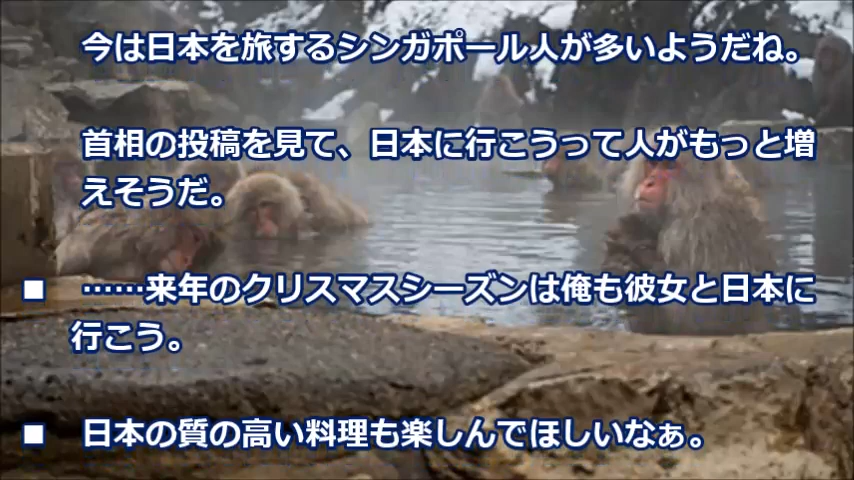 今は日本を旅するシンガポール人が多いようだね。
首相の投稿を見て、日本に行こうって人がもっと増
えそうだ。
■ ……来年のクリスマスシーズンは俺も彼女と日本に
行こう。
■ 日本の質の高い料理も楽しんでほしいなぁ。